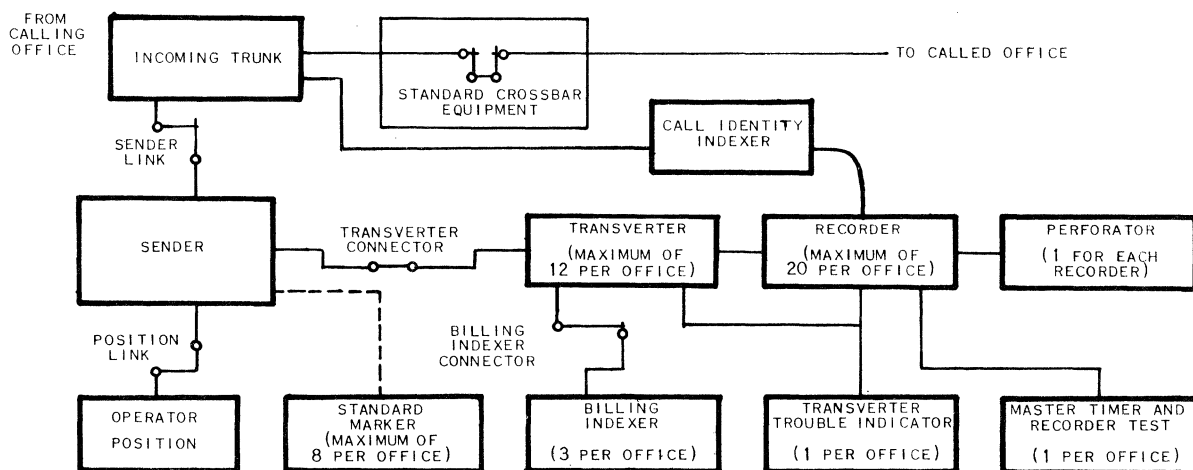 FROM
CALLING
OFFICE
INCOMING TRUNK
STANDARD CROSSBAR
EQUIPMENT
TO CALLED OFFICE
CALL IDENTITY
INDEXER
SENDER
LINK
SENDER
TRANSVERTER
CONNECTOR
TRANSVERTER
(MAXIMUM OF
12 PER OFFICE)
RECORDER
(MAXIMUM OF
20 PER OFFICE)
PERFORATOR
(1 FOR EACH
RECORDER)
POSITION
LINK
BILLING
INDEXER
CONNECTOR
OPERATOR
POSITION
STANDARD
MARKER
(MAXIMUM OF
8 PER OFFICE)
BILLING
INDEXER
(3 PER OFFICE)
TRANSVERTER
TROUBLE INDICATOR
(1 PER OFFICE)
MASTER TIMER AND
RECORDER TEST
(1 PER OFFICE)